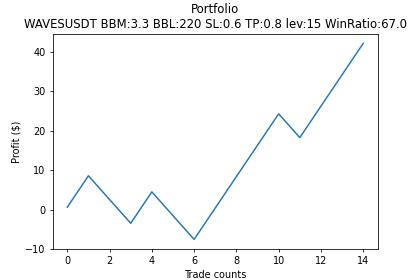 Portfolio
WAVESUSDT BBM:3.3 BBL:220 SL:0.6 TP:0.8 lev:15 WinRatio:67.0
Profit ($)
40
30
20
10
0
−10
0 2 4 6 8 10 12 14
Trade counts